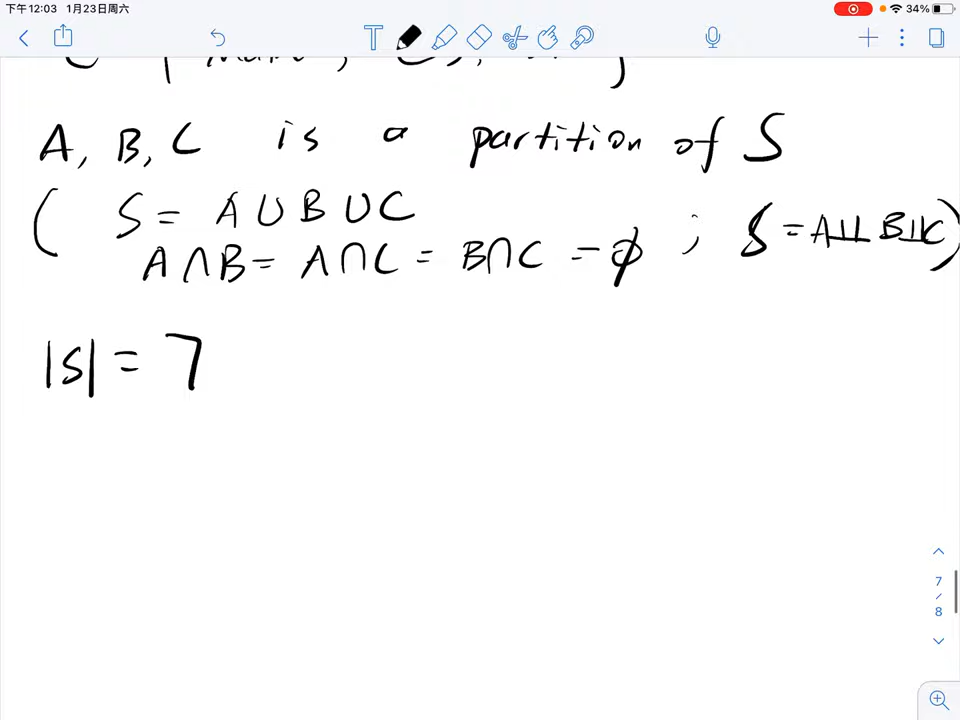 下午12:03 1月23日周六 34%
A, B, C is a partition of S
( S = A ∪ B ∪ C
A ∩ B = A ∩ C = B ∩ C = ∅ ; S = A ⊥⊥ B ⊥⊥ C )
|S| = 7
7
/
8